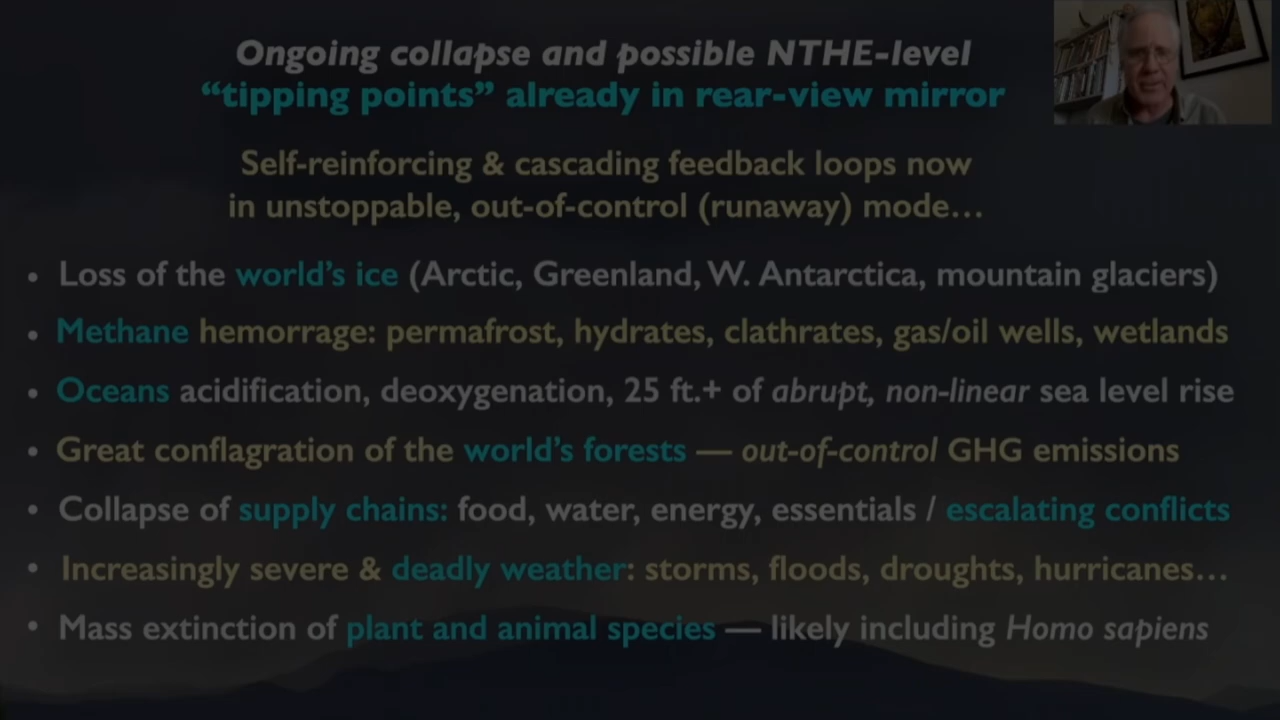 Ongoing collapse and possible NTHE-level
“tipping points” already in rear-view mirror
Self-reinforcing & cascading feedback loops now
in unstoppable, out-of-control (runaway) mode…
• Loss of the world’s ice (Arctic, Greenland, W. Antarctica, mountain glaciers)
• Methane hemorrage: permafrost, hydrates, clathrates, gas/oil wells, wetlands
• Oceans acidification, deoxygenation, 25 ft.+ of abrupt, non-linear sea level rise
• Great conflagration of the world’s forests — out-of-control GHG emissions
• Collapse of supply chains: food, water, energy, essentials / escalating conflicts
• Increasingly severe & deadly weather: storms, floods, droughts, hurricanes…
• Mass extinction of plant and animal species — likely including Homo sapiens